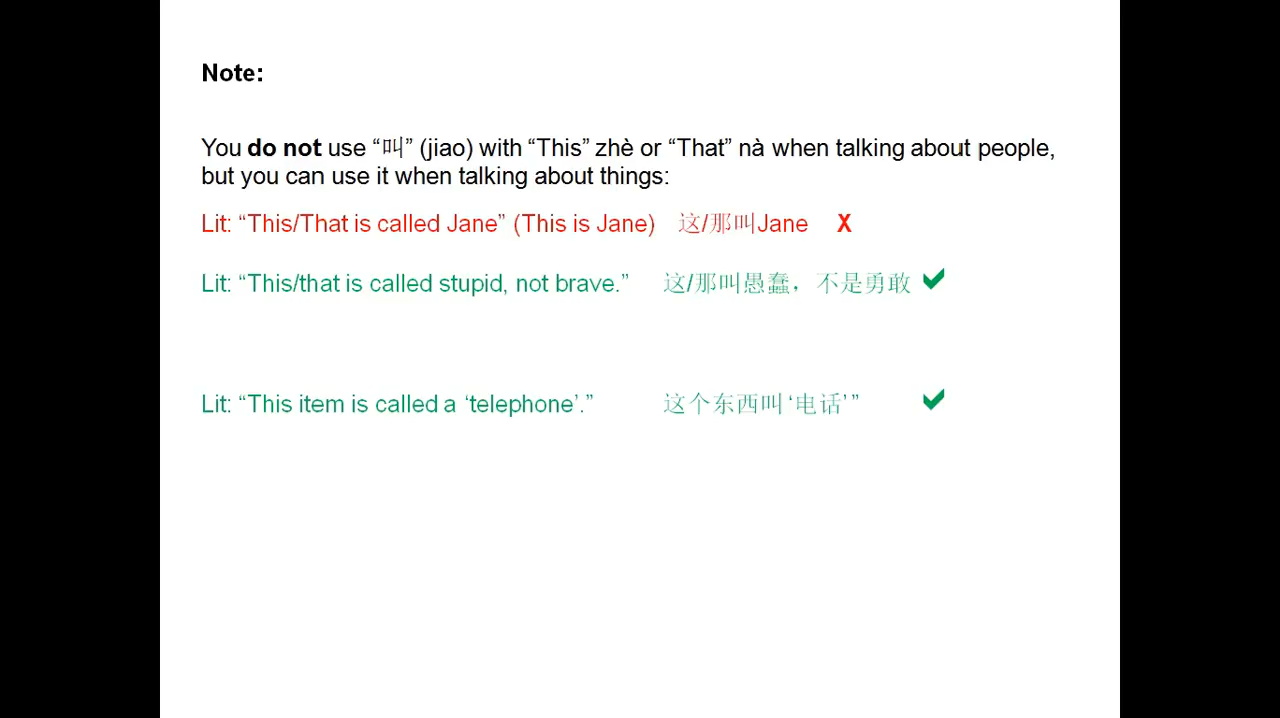 Note:
You do not use “叫” (jiao) with “This” zhè or “That” nà when talking about people,
but you can use it when talking about things:
Lit: “This/That is called Jane” (This is Jane) 这/那叫Jane X
Lit: “This/that is called stupid, not brave.” 这/那叫愚蠢，不是勇敢 ✔
Lit: “This item is called a ‘telephone’.” 这个东西叫‘电话’” ✔